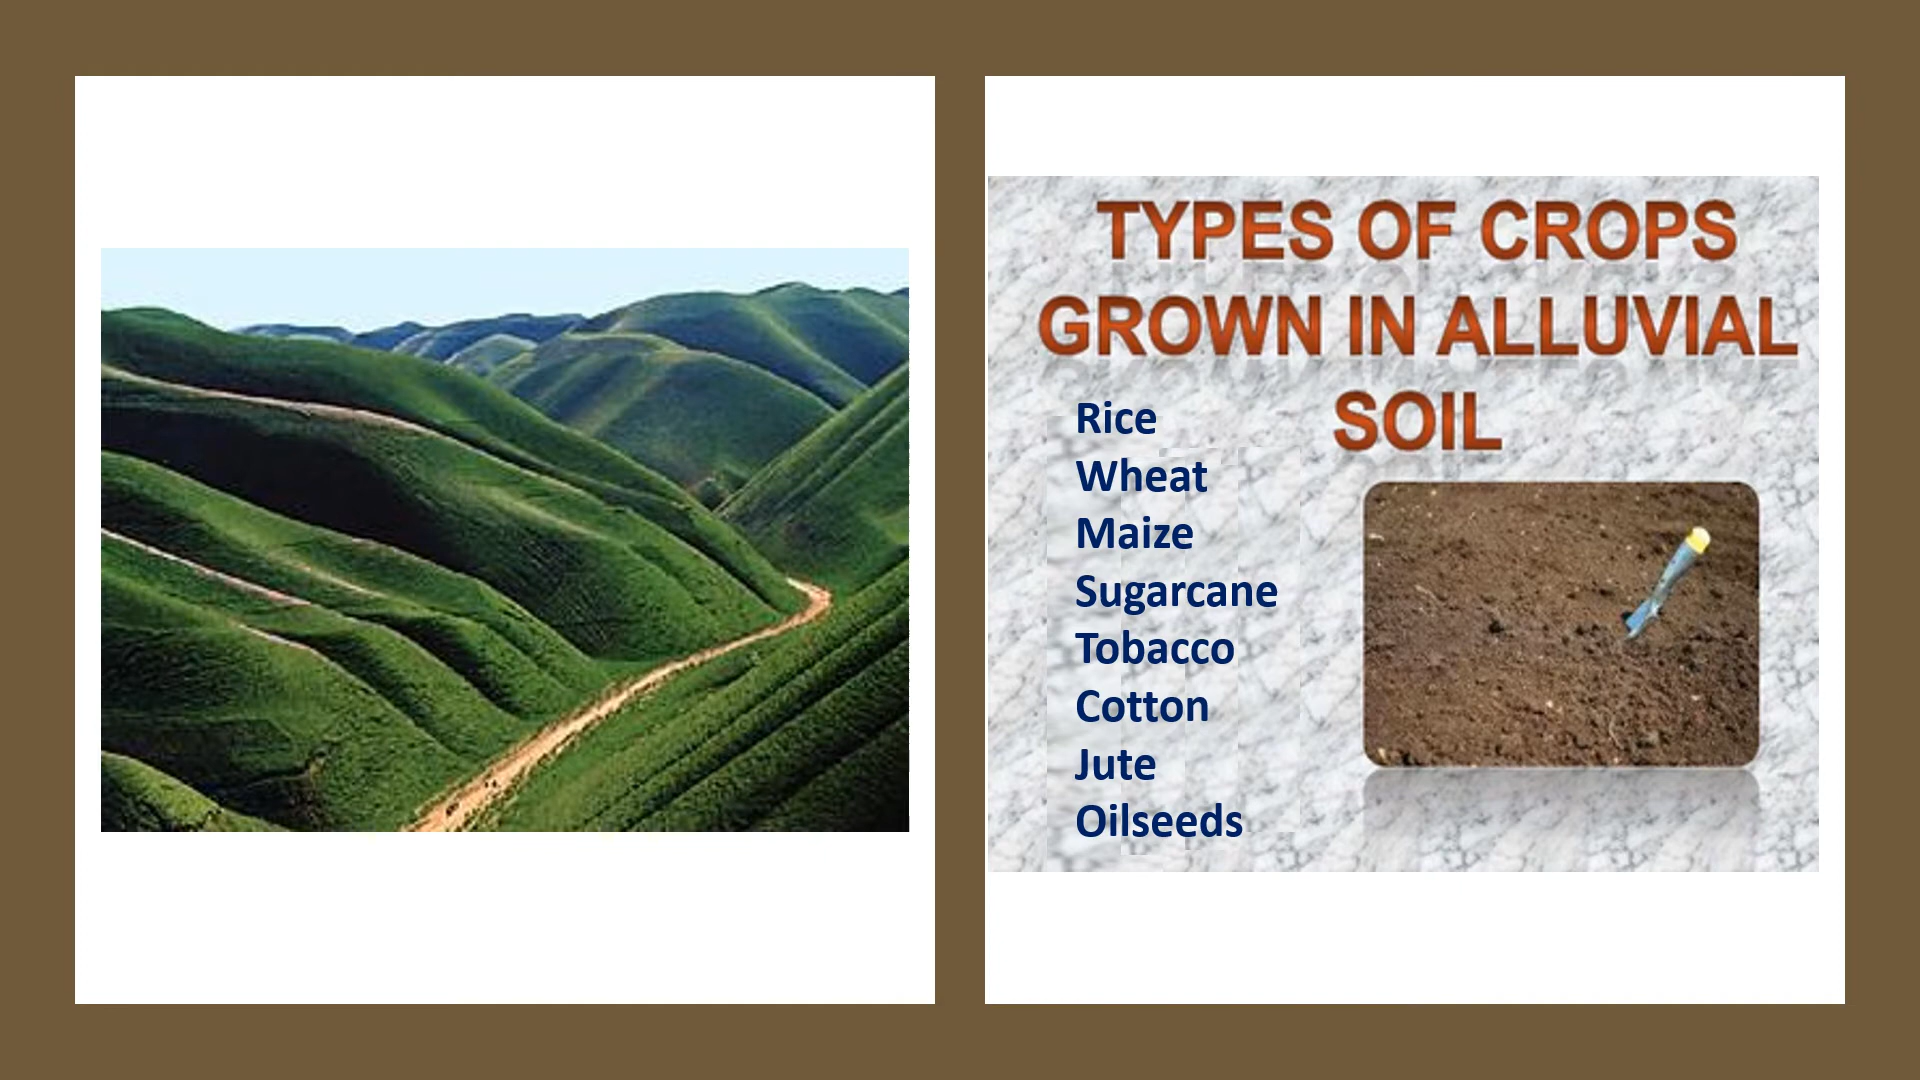 TYPES OF CROPS
GROWN IN ALLUVIAL
SOIL
Rice
Wheat
Maize
Sugarcane
Tobacco
Cotton
Jute
Oilseeds